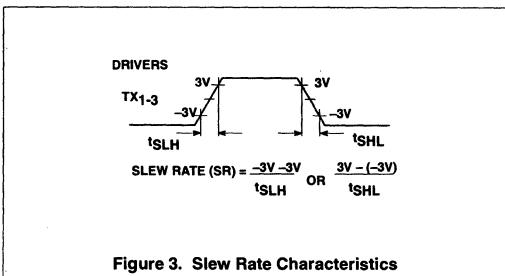 DRIVERS
3V 3V
TX1-3
–3V –3V
tSLH tSHL
SLEW RATE (SR) = –3V –3V / tSLH OR 3V – (–3V) / tSHL
Figure 3. Slew Rate Characteristics